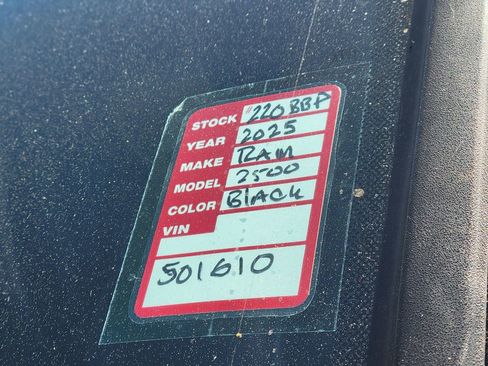 STOCK 220BBP
YEAR 2025
MAKE RAM
MODEL 2500
COLOR BlACK
VIN
501610